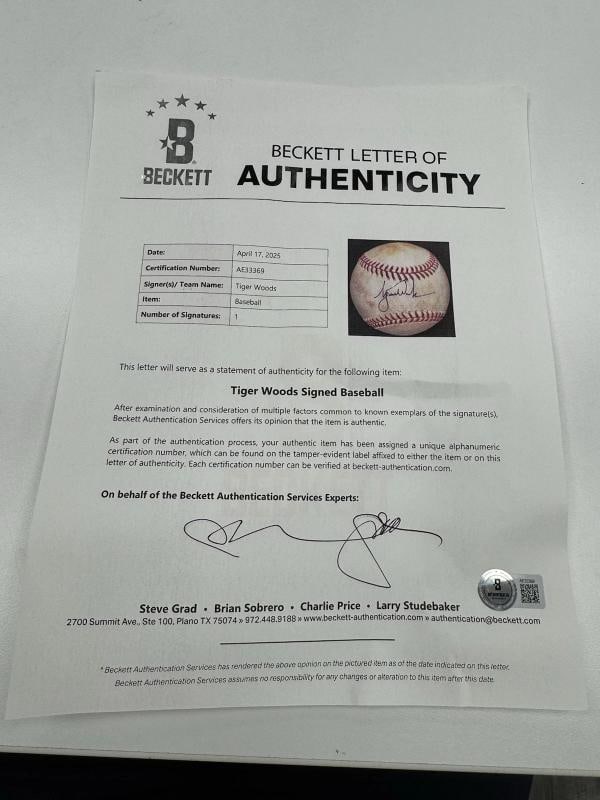 BECKETT LETTER OF
AUTHENTICITY
B
BECKETT
Date: April 17, 2025
Certification Number: AE33369
Signer(s)/ Team Name: Tiger Woods
Item: Baseball
Number of Signatures: 1
This letter will serve as a statement of authenticity for the following item:
Tiger Woods Signed Baseball
After examination and consideration of multiple factors common to known exemplars of the signature(s),
Beckett Authentication Services offers its opinion that the item is authentic.
As part of the authentication process, your authentic item has been assigned a unique alphanumeric
certification number, which can be found on the tamper-evident label affixed to either the item or on this
letter of authenticity. Each certification number can be verified at beckett-authentication.com.
On behalf of the Beckett Authentication Services Experts:
Steve Grad • Brian Sobrero • Charlie Price • Larry Studebaker
2700 Summit Ave., Ste 100, Plano TX 75074 » 972.448.9188 » www.beckett-authentication.com » authentication@beckett.com
* Beckett Authentication Services has rendered the above opinion on the pictured item as of the date indicated on this letter.
Beckett Authentication Services assumes no responsibility for any changes or alteration to this item after this date.